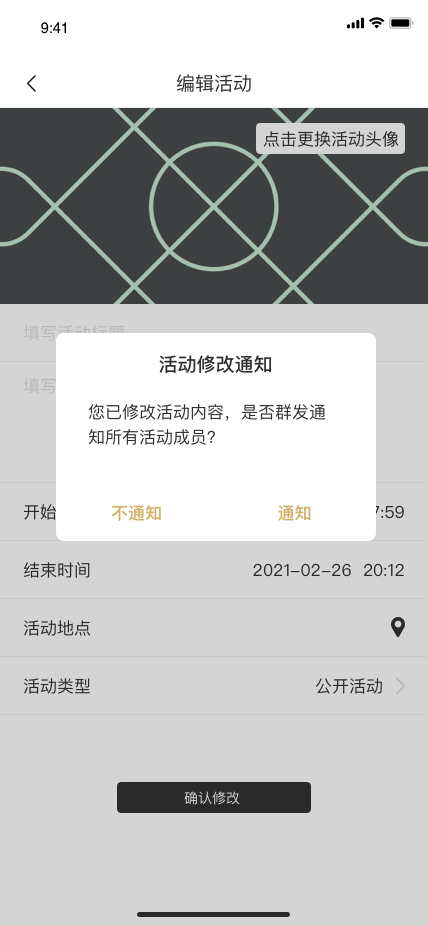 9:41
编辑活动
点击更换活动头像
填写活动标题
填写
活动修改通知
您已修改活动内容，是否群发通
知所有活动成员?
不通知 通知
开始 7:59
结束时间 2021-02-26 20:12
活动地点
活动类型 公开活动
确认修改